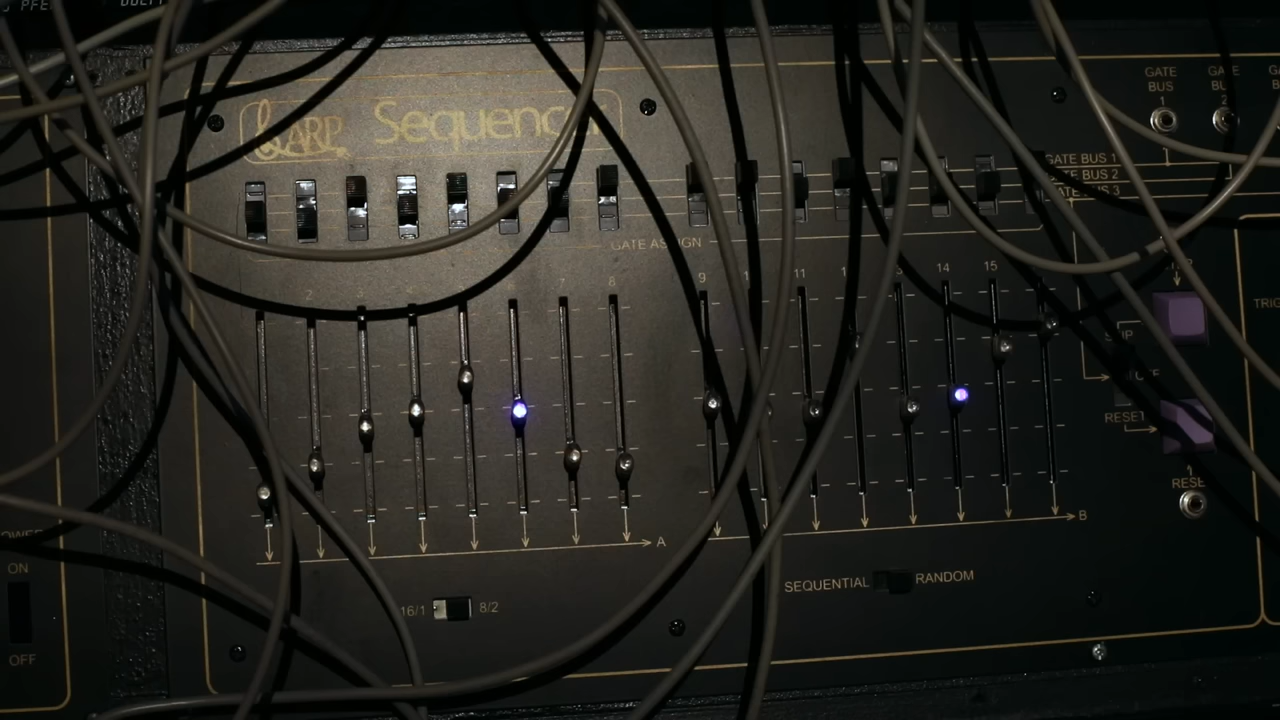 ARP Sequencer
GATE BUS 1
GATE BUS 2
GATE BUS 1
GATE BUS 2
GATE BUS 3
GATE ASSIGN
2 3 4 6 7 8 9 11 14 15
OFF
RESET
RESET
A
B
SEQUENTIAL RANDOM
16/1 8/2
ON
OFF